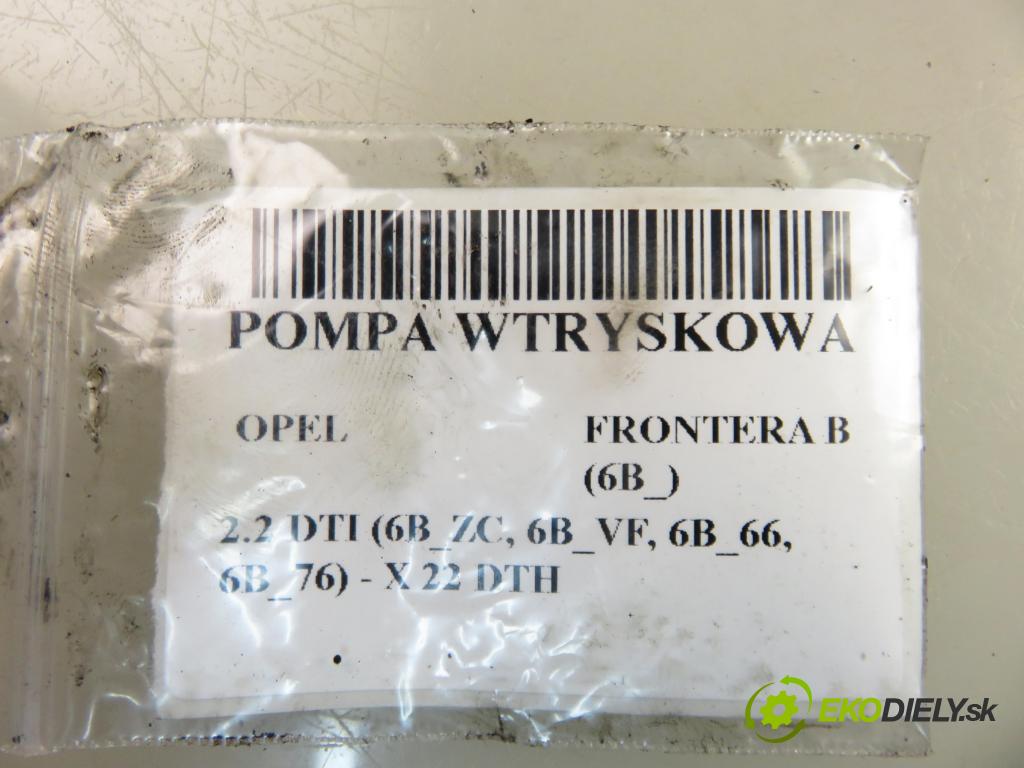 POMPA WTRYSKOWA
OPEL FRONTERA B
(6B_)
2.2 DTI (6B_ZC, 6B_VF, 6B_66,
6B_76) - X 22 DTH
EKODIELY.sk